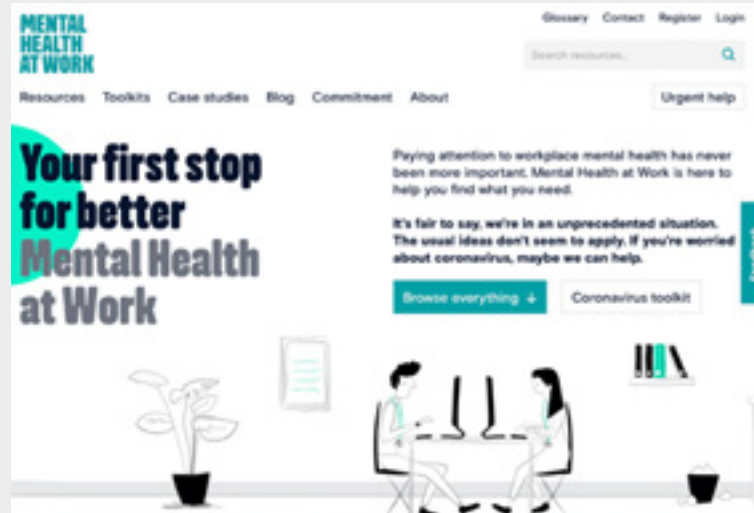 MENTAL
HEALTH
AT WORK
Glossary Contact Register Login
Search resources...
Resources Toolkits Case studies Blog Commitment About
Urgent help
Your first stop
for better
Mental Health
at Work
Paying attention to workplace mental health has never
been more important. Mental Health at Work is here to
help you find what you need.
It's fair to say, we're in an unprecedented situation.
The usual ideas don't seem to apply. If you're worried
about coronavirus, maybe we can help.
Browse everything ↓
Coronavirus toolkit